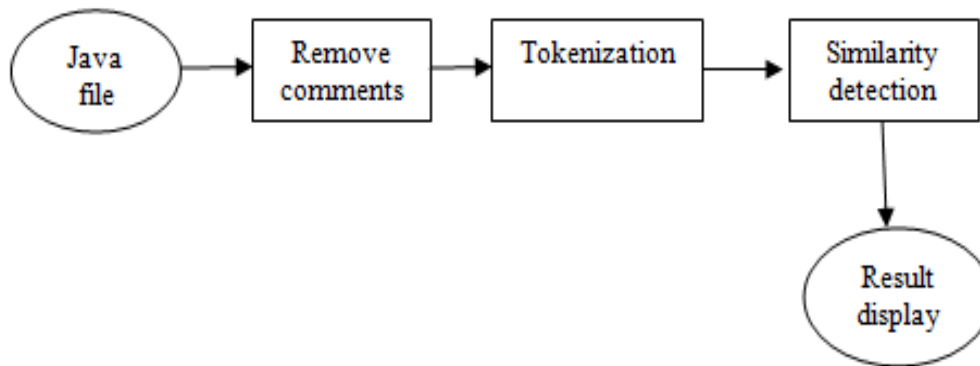 Java
file
Remove
comments
Tokenization
Similarity
detection
Result
display